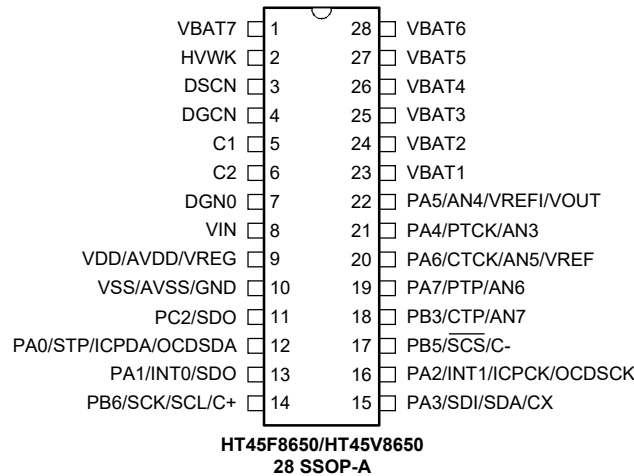 VBAT7 1 28 VBAT6
HVWK 2 27 VBAT5
DSCN 3 26 VBAT4
DGCN 4 25 VBAT3
C1 5 24 VBAT2
C2 6 23 VBAT1
DGN0 7 22 PA5/AN4/VREFI/VOUT
VIN 8 21 PA4/PTCK/AN3
VDD/AVDD/VREG 9 20 PA6/CTCK/AN5/VREF
VSS/AVSS/GND 10 19 PA7/PTP/AN6
PC2/SDO 11 18 PB3/CTP/AN7
PA0/STP/ICPDA/OCDSDA 12 17 PB5/S̅C̅S̅/C-
PA1/INT0/SDO 13 16 PA2/INT1/ICPCK/OCDSCK
PB6/SCK/SCL/C+ 14 15 PA3/SDI/SDA/CX
HT45F8650/HT45V8650
28 SSOP-A